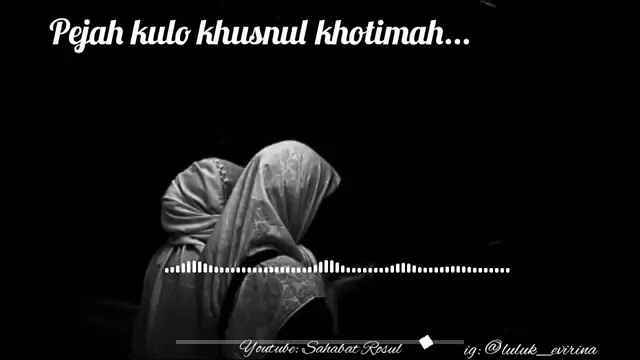 Pejah kulo khusnul khotimah...
Youtube: Sahabat Rosul
ig: @luluk_evirina